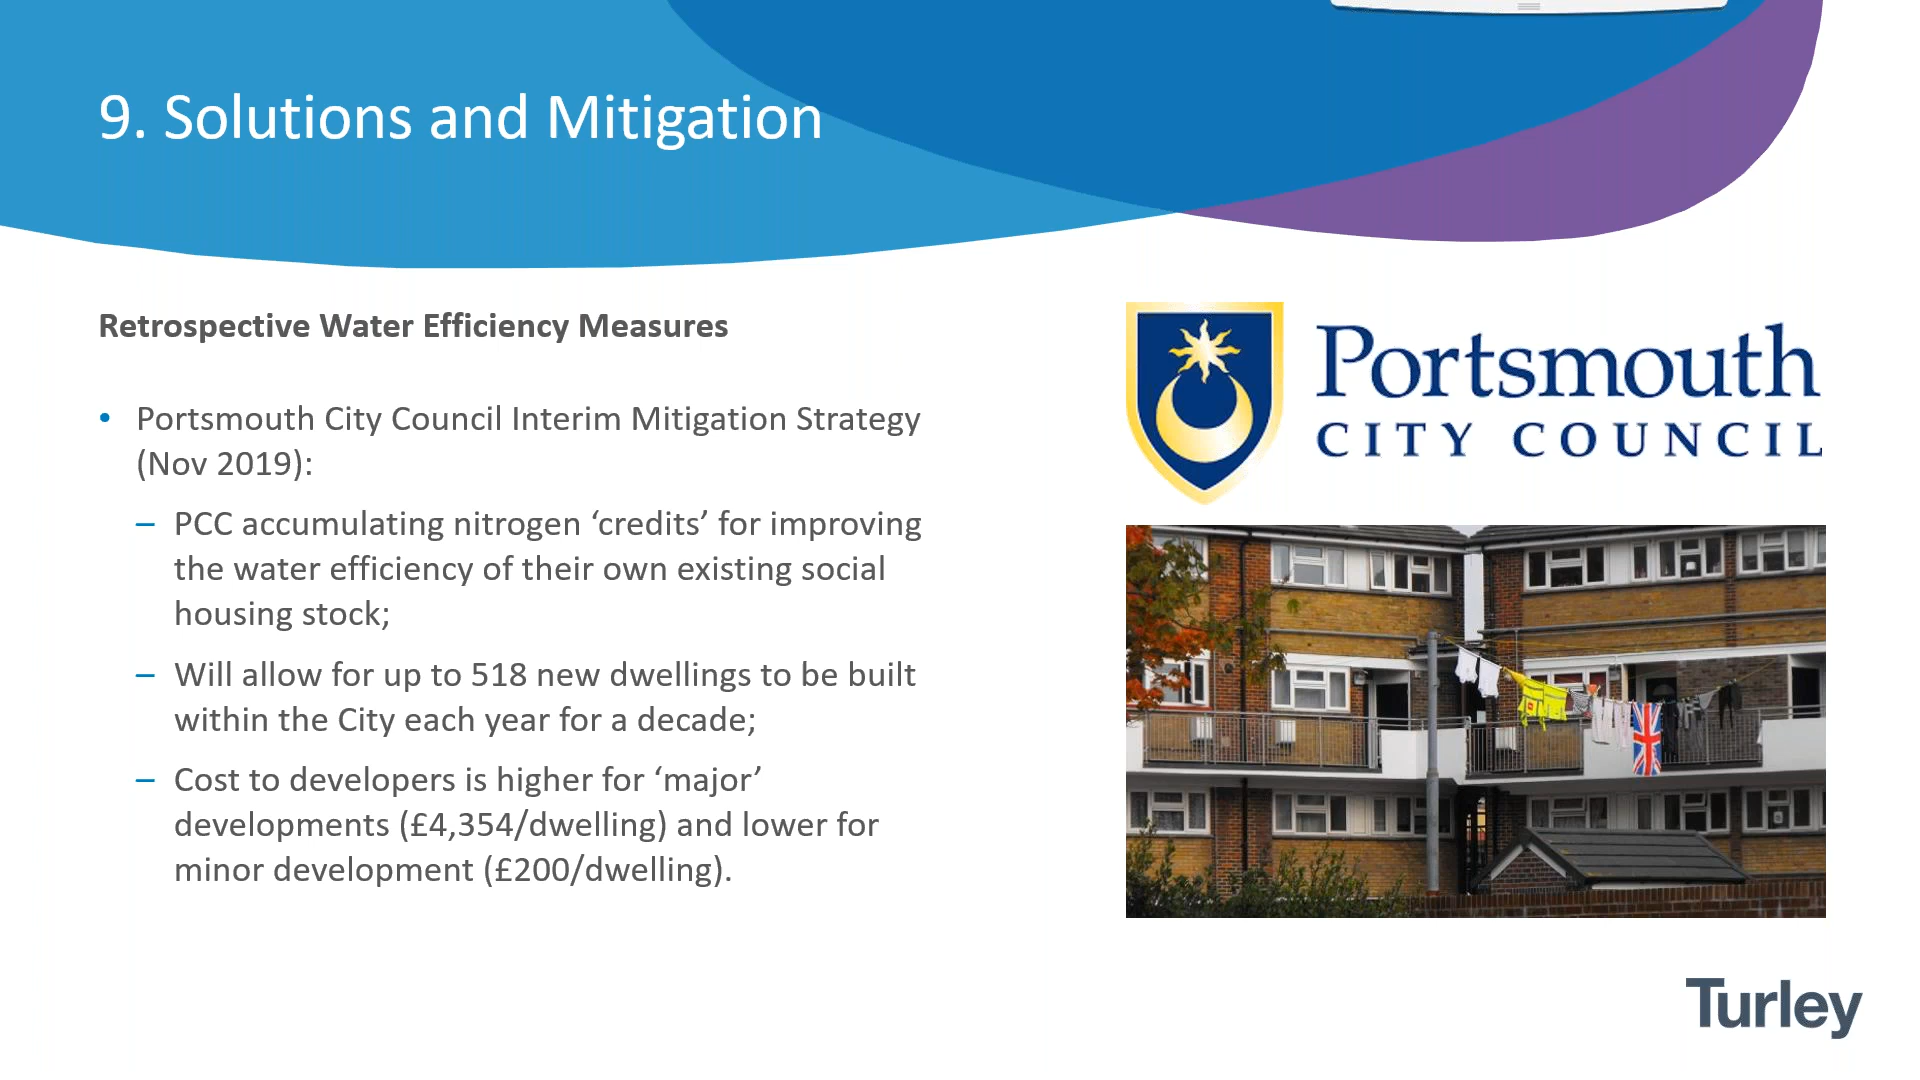 9. Solutions and Mitigation
Retrospective Water Efficiency Measures
• Portsmouth City Council Interim Mitigation Strategy
(Nov 2019):
– PCC accumulating nitrogen ‘credits’ for improving
the water efficiency of their own existing social
housing stock;
– Will allow for up to 518 new dwellings to be built
within the City each year for a decade;
– Cost to developers is higher for ‘major’
developments (£4,354/dwelling) and lower for
minor development (£200/dwelling).
Portsmouth
CITY COUNCIL
Turley